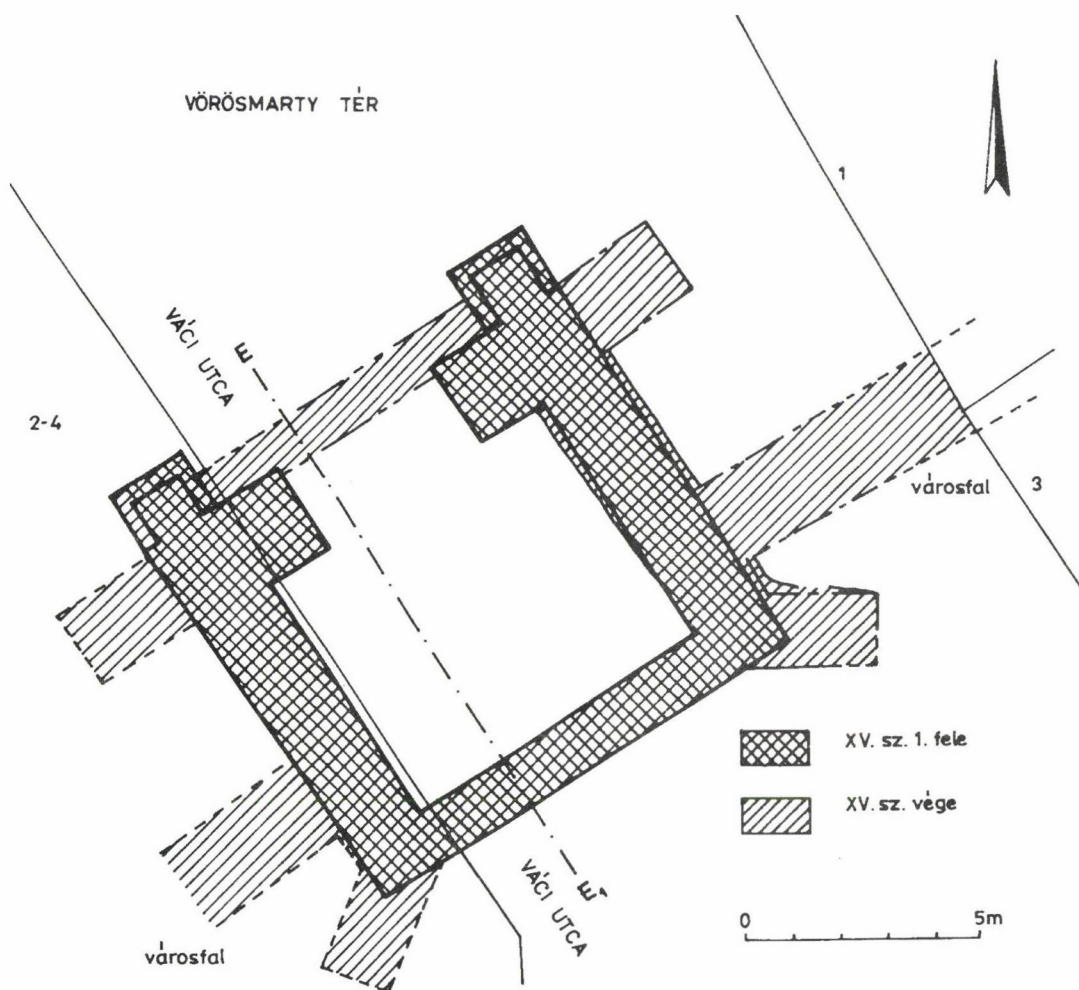 VÖRÖSMARTY TÉR
1
VÁCI UTCA
E
2-4
városfal
3
XV. sz. 1. fele
XV. sz. vége
VÁCI UTCA
E'
0 5m
városfal